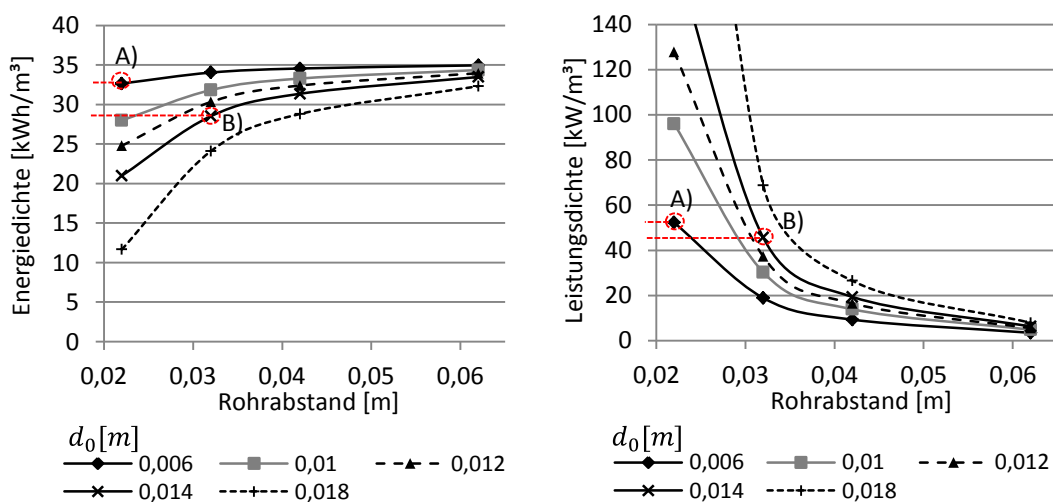 Energiedichte [kWh/m³]
40
35
30
25
20
15
10
5
0
A)
B)
0,02 0,03 0,04 0,05 0,06
Rohrabstand [m]
d₀[m]
0,006 0,01 0,012
0,014 0,018
Leistungsdichte [kW/m³]
140
120
100
80
60
40
20
0
A)
B)
0,02 0,03 0,04 0,05 0,06
Rohrabstand [m]
d₀[m]
0,006 0,01 0,012
0,014 0,018